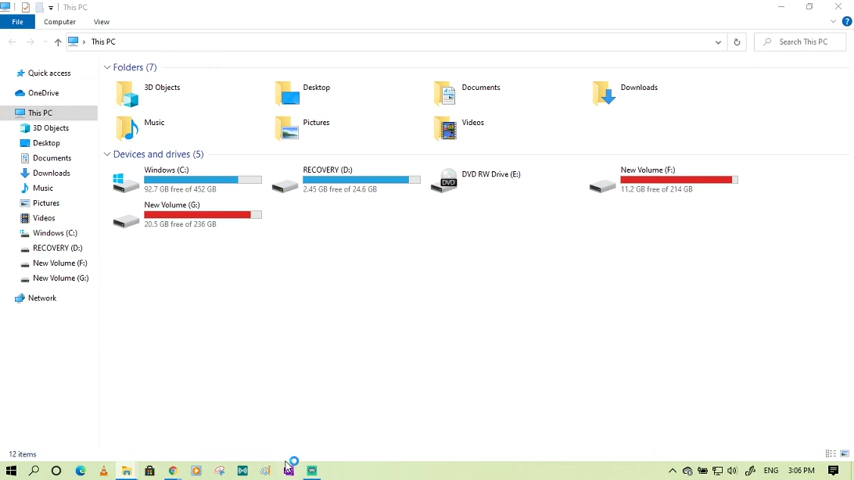 This PC
File
Computer
View
This PC
Search This PC
Quick access
OneDrive
This PC
3D Objects
Desktop
Documents
Downloads
Music
Pictures
Videos
Windows (C:)
RECOVERY (D:)
New Volume (F:)
New Volume (G:)
Network
Folders (7)
3D Objects
Desktop
Documents
Downloads
Music
Pictures
Videos
Devices and drives (5)
Windows (C:)
92.7 GB free of 452 GB
RECOVERY (D:)
2.45 GB free of 24.6 GB
DVD
DVD RW Drive (E:)
New Volume (F:)
11.2 GB free of 214 GB
New Volume (G:)
20.5 GB free of 236 GB
12 items
ENG
3:06 PM